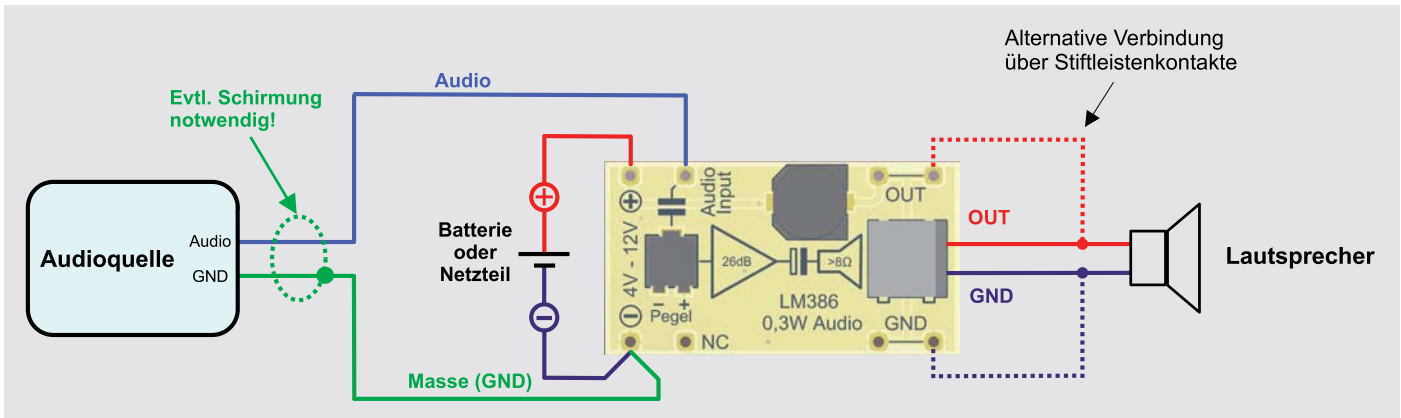 Alternative Verbindung
über Stiftleistenkontakte
Audio
Evtl. Schirmung
notwendig!
Audioquelle
Audio
GND
Batterie
oder
Netzteil
+
−
4V - 12V
+
−
Audio
Input
OUT
26dB
>8Ω
− +
Pegel
LM386
0,3W Audio
GND
NC
OUT
GND
Lautsprecher
Masse (GND)